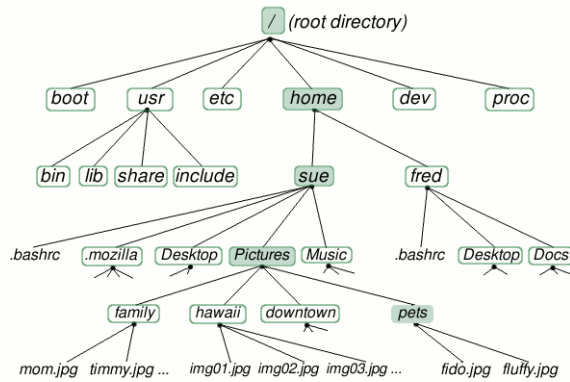 / (root directory)
boot usr etc home dev proc
bin lib share include sue fred
.bashrc .mozilla Desktop Pictures Music .bashrc Desktop Docs
family hawaii downtown pets
mom.jpg timmy.jpg ... img01.jpg img02.jpg img03.jpg ... fido.jpg fluffy.jpg